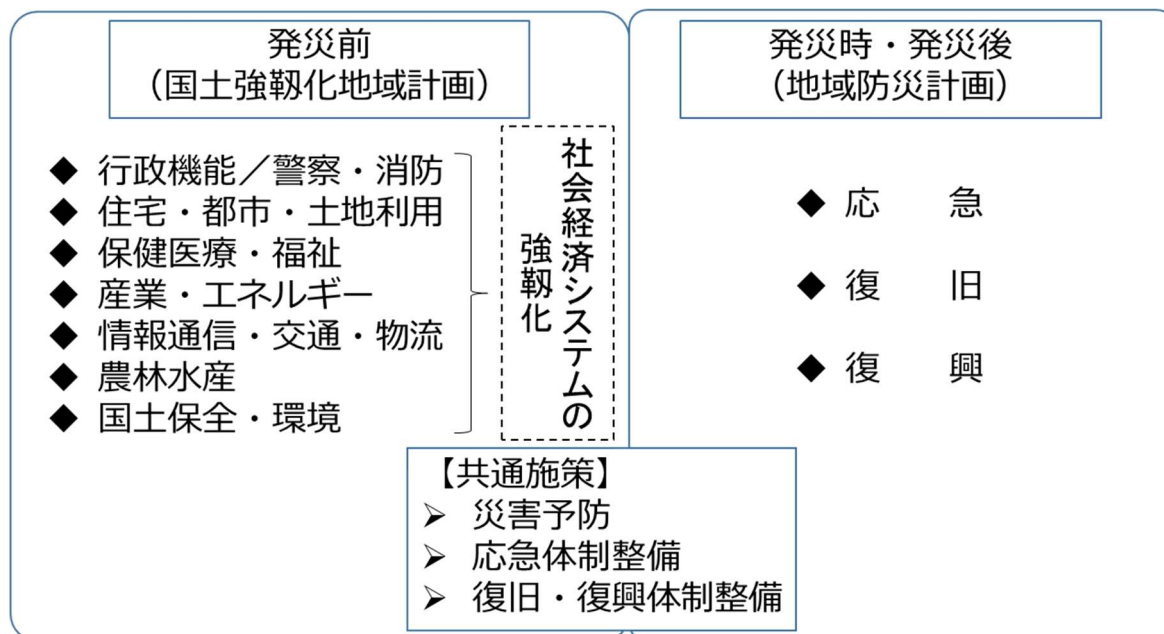 発災前
（国土強靱化地域計画）
◆ 行政機能／警察・消防
◆ 住宅・都市・土地利用
◆ 保健医療・福祉
◆ 産業・エネルギー
◆ 情報通信・交通・物流
◆ 農林水産
◆ 国土保全・環境
社会経済システムの
強靱化
発災時・発災後
（地域防災計画）
◆ 応　　急
◆ 復　　旧
◆ 復　　興
【共通施策】
➢ 災害予防
➢ 応急体制整備
➢ 復旧・復興体制整備